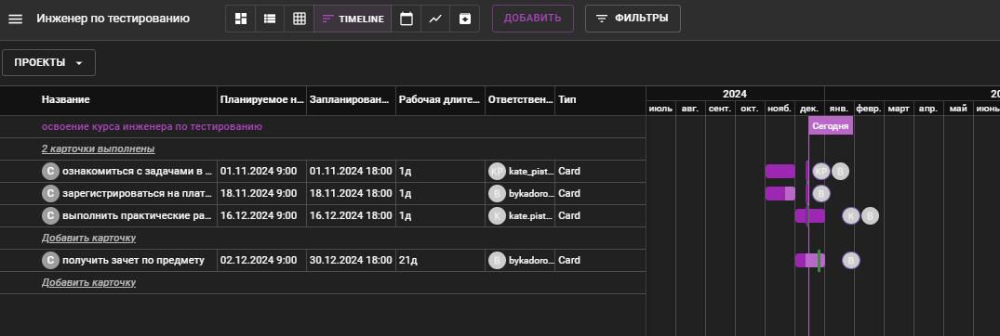 Инженер по тестированию TIMELINE ДОБАВИТЬ ФИЛЬТРЫ
ПРОЕКТЫ
Название Планируемое н... Запланирован... Рабочая длите... Ответствен... Тип
2024
июль авг. сент. окт. нояб. дек. янв. февр. март апр. май июнь
освоение курса инженера по тестированию
Сегодня
2 карточки выполнены
С ознакомиться с задачами в ... 01.11.2024 9:00 01.11.2024 18:00 1д КР kate_pist... Card КР В
С зарегистрироваться на плат... 18.11.2024 9:00 18.11.2024 18:00 1д В bykadoro... Card В
С выполнить практические ра... 16.12.2024 9:00 16.12.2024 18:00 1д K kate.pist... Card K В
Добавить карточку
С получить зачет по предмету 02.12.2024 9:00 30.12.2024 18:00 21д В bykadoro... Card В
Добавить карточку